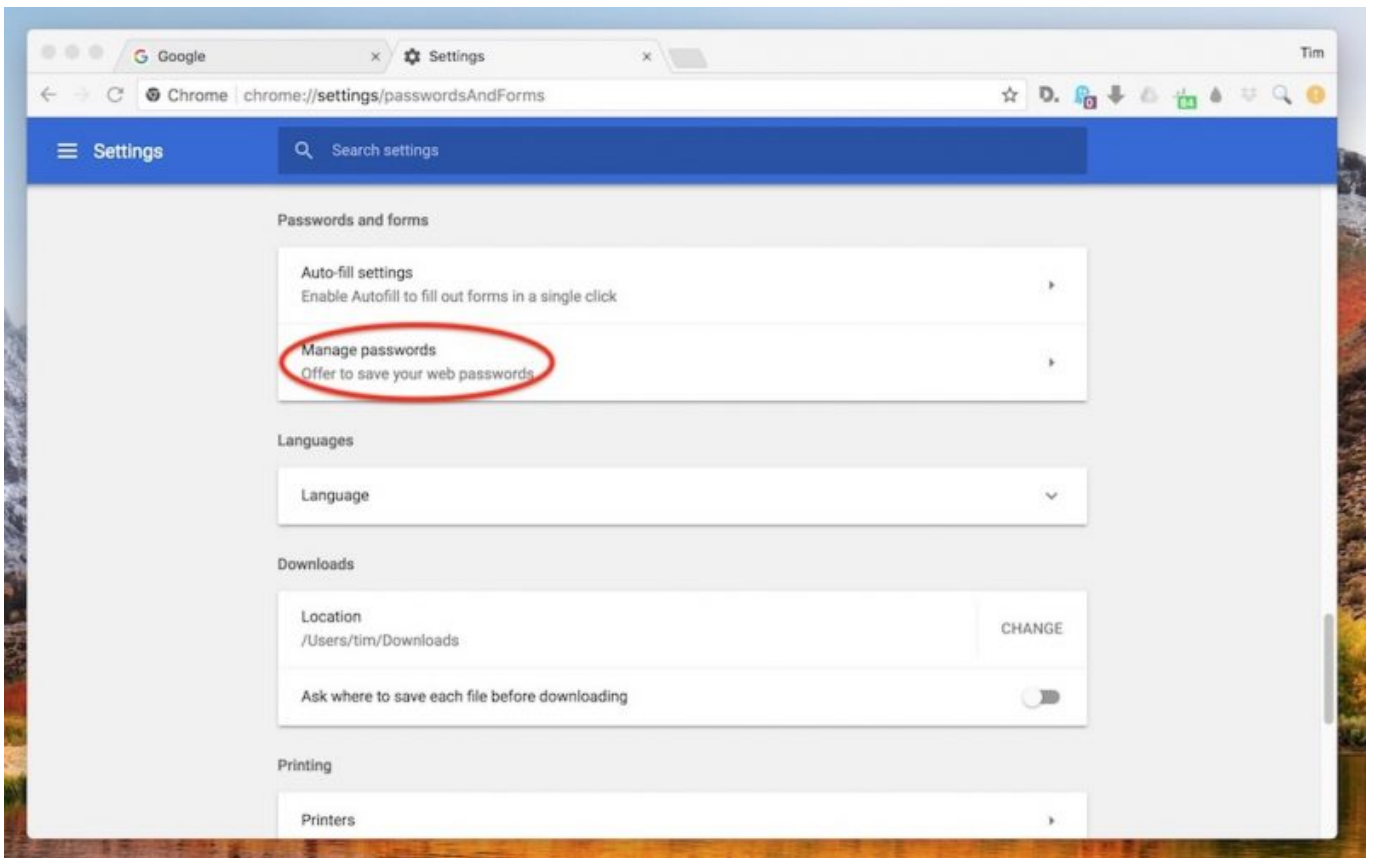 Google
Settings
Tim
Chrome chrome://settings/passwordsAndForms
D.
0
64
Settings
Search settings
Passwords and forms
Auto-fill settings
Enable Autofill to fill out forms in a single click
Manage passwords
Offer to save your web passwords
Languages
Language
Downloads
Location
/Users/tim/Downloads
CHANGE
Ask where to save each file before downloading
Printing
Printers